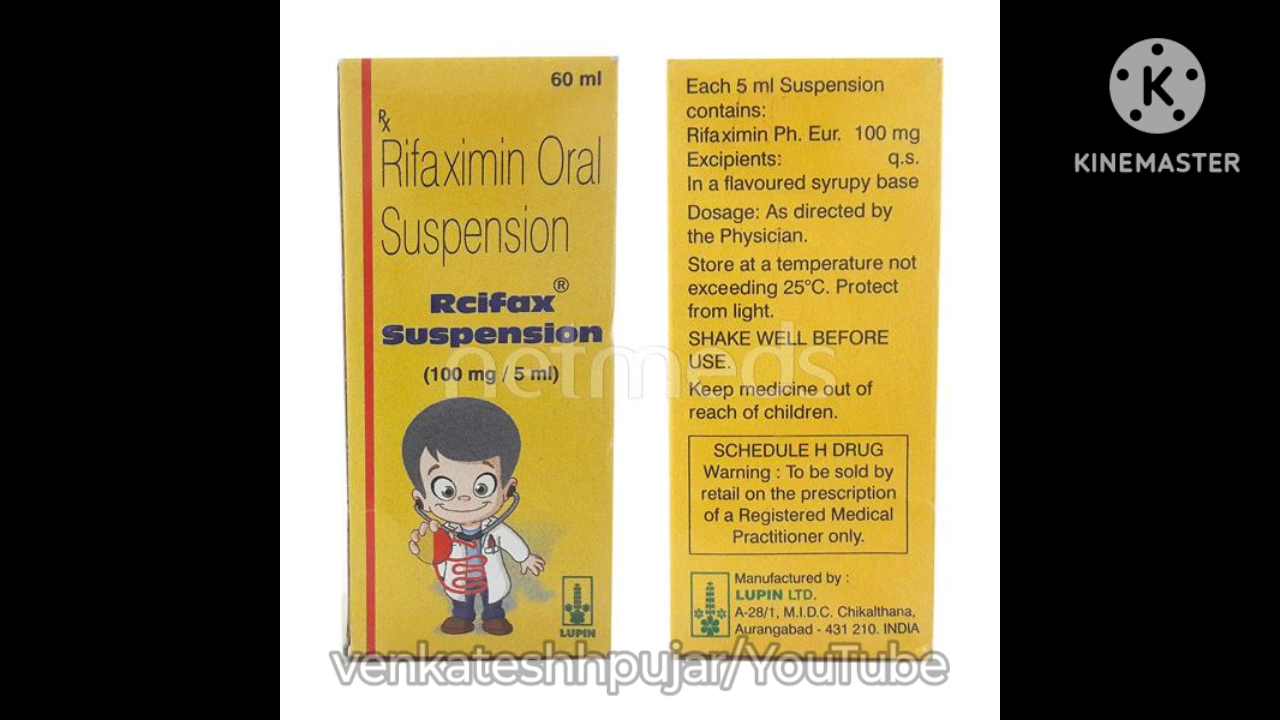 60 ml
Rx
Rifaximin Oral
Suspension
Rcifax®
Suspension
(100 mg / 5 ml)
LUPIN
Each 5 ml Suspension
contains:
Rifaximin Ph. Eur. 100 mg
Excipients: q.s.
In a flavoured syrupy base
Dosage: As directed by
the Physician.
Store at a temperature not
exceeding 25°C. Protect
from light.
SHAKE WELL BEFORE
USE.
Keep medicine out of
reach of children.
SCHEDULE H DRUG
Warning : To be sold by
retail on the prescription
of a Registered Medical
Practitioner only.
Manufactured by :
LUPIN LTD.
A-28/1, M.I.D.C. Chikalthana,
Aurangabad - 431 210. INDIA
netmeds
K
KINEMASTER
venkateshhpujar/YouTube